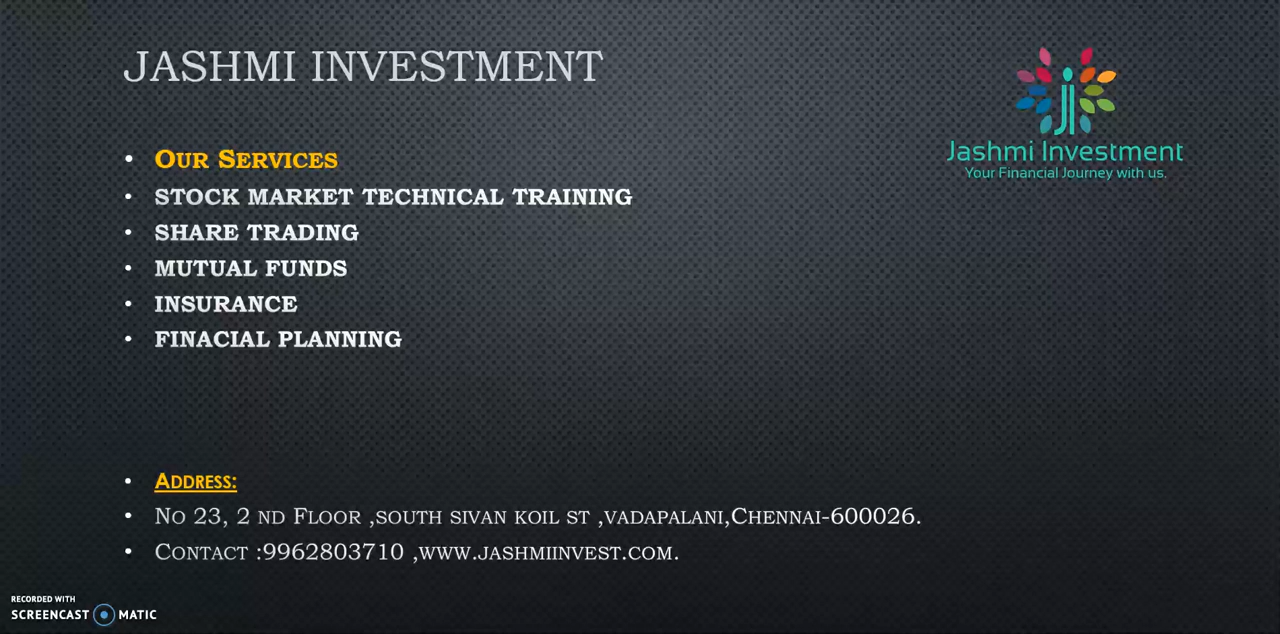 JASHMI INVESTMENT
Jashmi Investment
Your Financial Journey with us.
• OUR SERVICES
• STOCK MARKET TECHNICAL TRAINING
• SHARE TRADING
• MUTUAL FUNDS
• INSURANCE
• FINACIAL PLANNING
• ADDRESS:
• NO 23, 2 ND FLOOR ,SOUTH SIVAN KOIL ST ,VADAPALANI,CHENNAI-600026.
• CONTACT :9962803710 ,WWW.JASHMIINVEST.COM.
RECORDED WITH
SCREENCAST MATIC